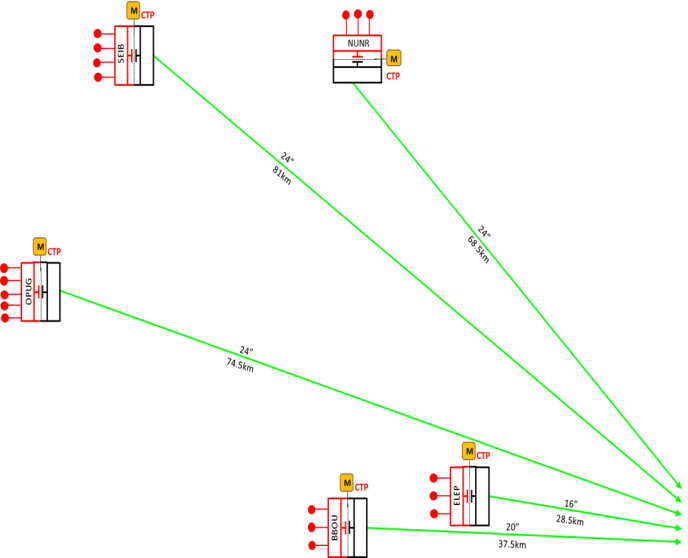 M
CTP
SEIB
NUNR
M
CTP
24"
81km
24"
68.5km
M
CTP
OPUG
24"
74.5km
M
CTP
ELEP
16"
28.5km
M
CTP
BBOU
20"
37.5km